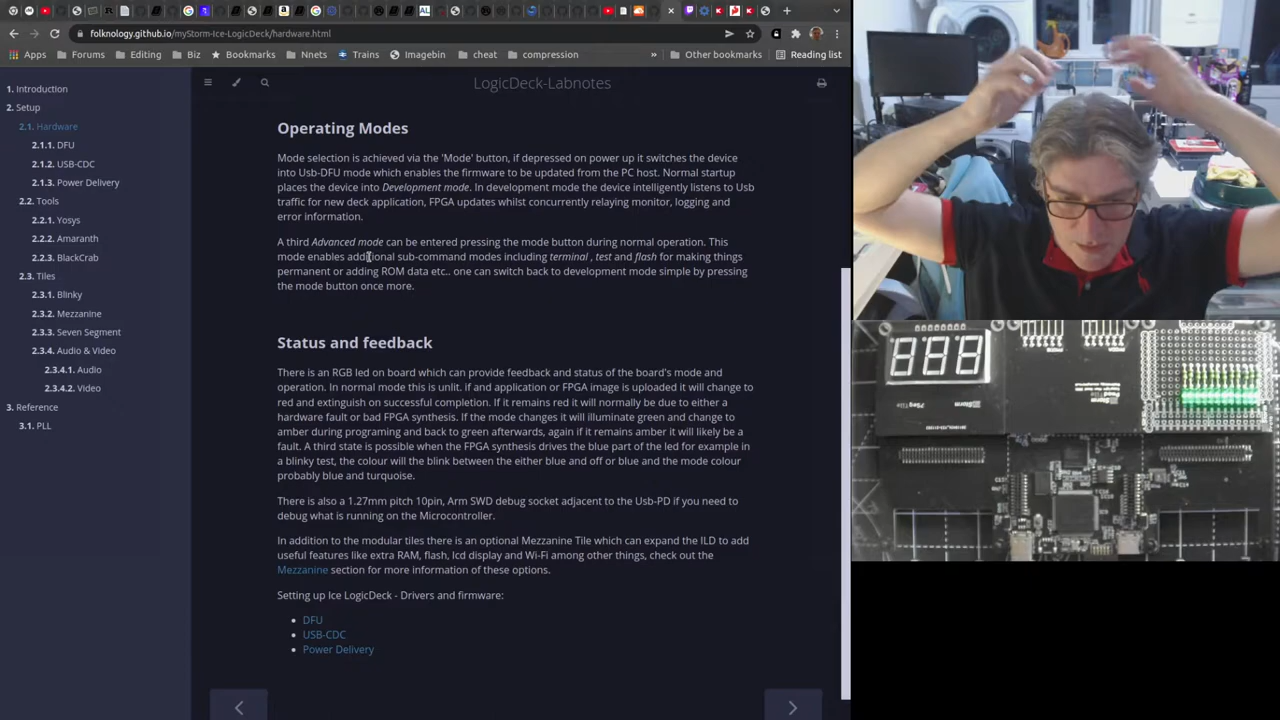 folknology.github.io/myStorm-Ice-LogicDeck/hardware.html
Apps
Forums
Editing
Bitz
Bookmarks
Nnets
Trains
Imagebin
cheat
compression
»
Other bookmarks
Reading list
1. Introduction
2. Setup
2.1. Hardware
2.1.1. DFU
2.1.2. USB-CDC
2.1.3. Power Delivery
2.2. Tools
2.2.1. Yosys
2.2.2. Amaranth
2.2.3. BlackCrab
2.3. Tiles
2.3.1. Blinky
2.3.2. Mezzanine
2.3.3. Seven Segment
2.3.4. Audio & Video
2.3.4.1. Audio
2.3.4.2. Video
3. Reference
3.1. PLL
LogicDeck-Labnotes
Operating Modes
Mode selection is achieved via the 'Mode' button, if depressed on power up it switches the device
into Usb-DFU mode which enables the firmware to be updated from the PC host. Normal startup
places the device into Development mode. In development mode the device intelligently listens to Usb
traffic for new deck application, FPGA updates whilst concurrently relaying monitor, logging and
error information.
A third Advanced mode can be entered pressing the mode button during normal operation. This
mode enables additional sub-command modes including terminal , test and flash for making things
permanent or adding ROM data etc.. one can switch back to development mode simple by pressing
the mode button once more.
Status and feedback
There is an RGB led on board which can provide feedback and status of the board's mode and
operation. In normal mode this is unlit. if and application or FPGA image is uploaded it will change to
red and extinguish on successful completion. If it remains red it will normally be due to either a
hardware fault or bad FPGA synthesis. If the mode changes it will illuminate green and change to
amber during programing and back to green afterwards, again if it remains amber it will likely be a
fault. A third state is possible when the FPGA synthesis drives the blue part of the led for example in
a blinky test, the colour will the blink between the either blue and off or blue and the mode colour
probably blue and turquoise.
There is also a 1.27mm pitch 10pin, Arm SWD debug socket adjacent to the Usb-PD if you need to
debug what is running on the Microcontroller.
In addition to the modular tiles there is an optional Mezzanine Tile which can expand the ILD to add
useful features like extra RAM, flash, lcd display and Wi-Fi among other things, check out the
Mezzanine section for more information of these options.
Setting up Ice LogicDeck - Drivers and firmware:
• DFU
• USB-CDC
• Power Delivery